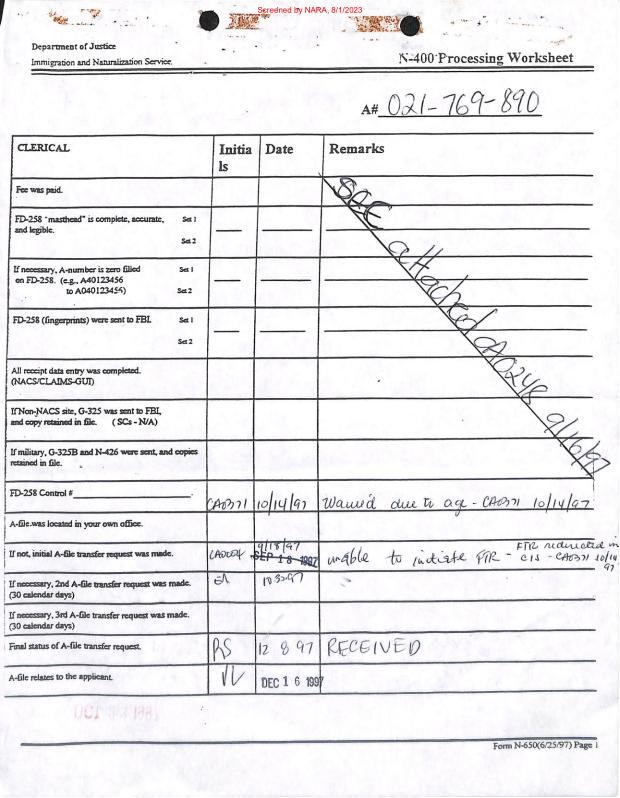 Screened by NARA, 8/1/2023
Department of Justice
Immigration and Naturalization Service.
N-400 Processing Worksheet
A# 021-769-890
CLERICAL Initials Date Remarks
Fee was paid.
FD-258 "masthead" is complete, accurate, and legible. Set 1
Set 2
If necessary, A-number is zero filled on FD-258. (e.g., A40123456 to A040123456) Set 1
Set 2
FD-258 (fingerprints) were sent to FBI. Set 1
Set 2
See attached CA0248 9/16/97
All receipt data entry was completed.
(NACS/CLAIMS-GUI)
If Non-NACS site, G-325 was sent to FBI,
and copy retained in file. (SCs - N/A)
If military, G-325B and N-426 were sent, and copies
retained in file.
FD-258 Control # CA0371 10/14/97 Waived due to age - CA0371 10/14/97
A-file was located in your own office.
If not, initial A-file transfer request was made. 9/18/97 SEP 18 1997 unable to initiate FTR - FTR in CIS - CA0371 10/14 97
If necessary, 2nd A-file transfer request was made.
(30 calendar days)
If necessary, 3rd A-file transfer request was made.
(30 calendar days)
Final status of A-file transfer request. RS 12 8 97 RECEIVED
A-file relates to the applicant. VL DEC 16 1997
Form N-650(6/25/97) Page 1